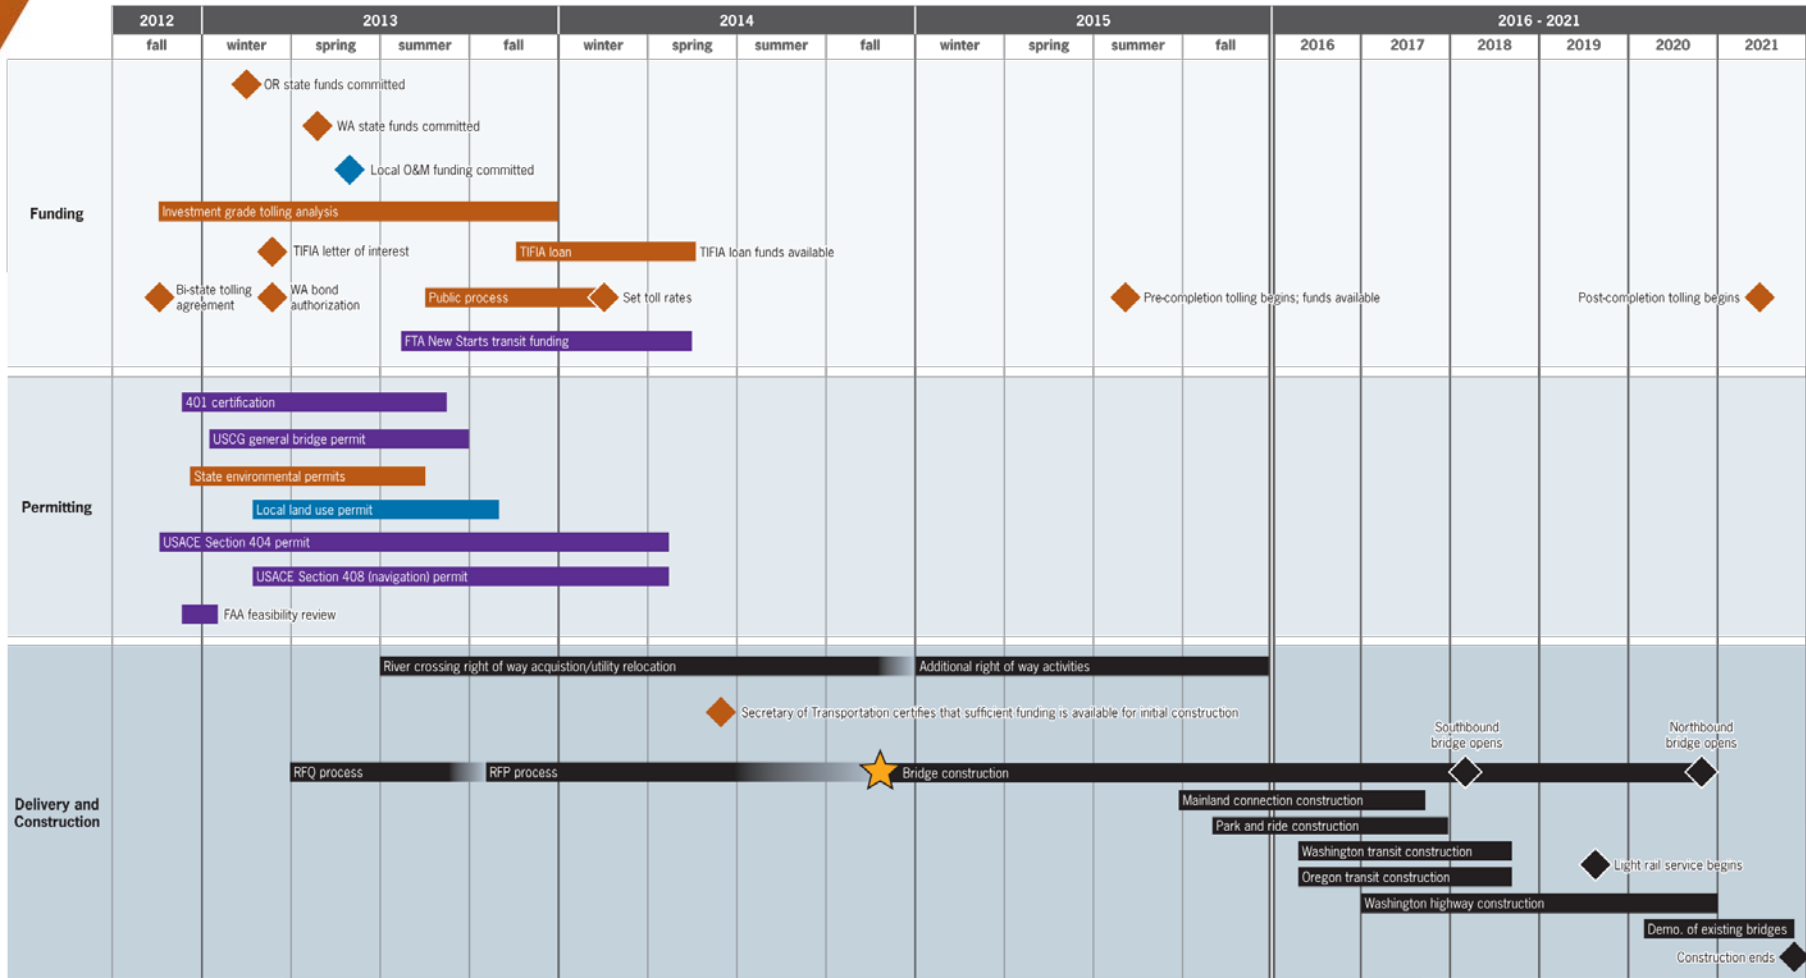 2012
2013
2014
2015
2016 - 2021
fall
winter
spring
summer
fall
winter
spring
summer
fall
winter
spring
summer
fall
2016
2017
2018
2019
2020
2021
Funding
OR state funds committed
WA state funds committed
Local O&M funding committed
Investment grade tolling analysis
TIFIA letter of interest
TIFIA loan
TIFIA loan funds available
Bi-state tolling
agreement
WA bond
authorization
Public process
Set toll rates
Pre-completion tolling begins; funds available
Post-completion tolling begins
FTA New Starts transit funding
Permitting
401 certification
USCG general bridge permit
State environmental permits
Local land use permit
USACE Section 404 permit
USACE Section 408 (navigation) permit
FAA feasibility review
Delivery and
Construction
River crossing right of way acquistion/utility relocation
Additional right of way activities
Secretary of Transportation certifies that sufficient funding is available for initial construction
Southbound
bridge opens
Northbound
bridge opens
RFQ process
RFP process
Bridge construction
Mainland connection construction
Park and ride construction
Washington transit construction
Light rail service begins
Oregon transit construction
Washington highway construction
Demo. of existing bridges
Construction ends